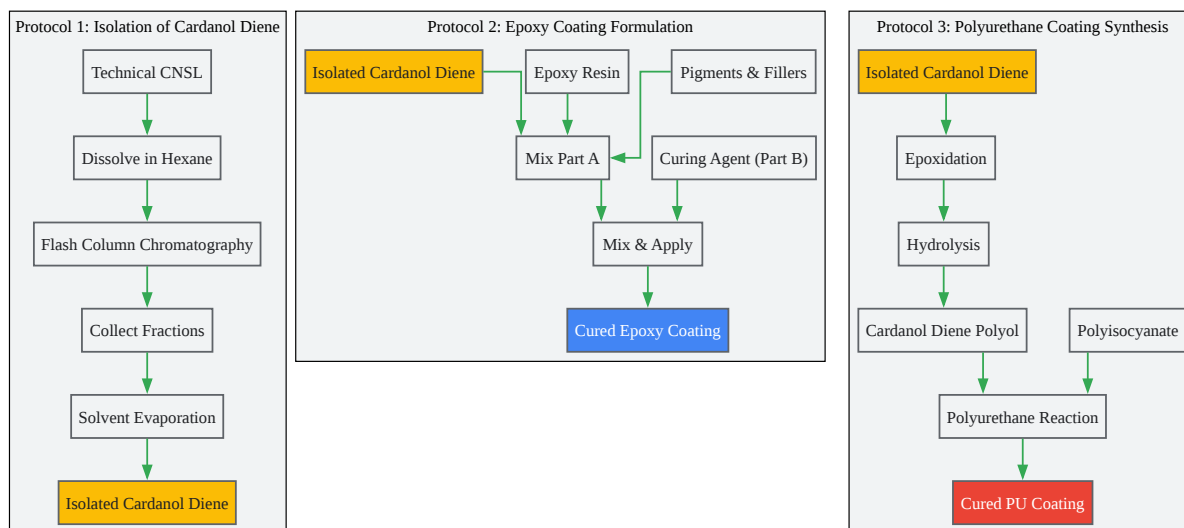 Protocol 1: Isolation of Cardanol Diene
Technical CNSL
Dissolve in Hexane
Flash Column Chromatography
Collect Fractions
Solvent Evaporation
Isolated Cardanol Diene
Protocol 2: Epoxy Coating Formulation
Isolated Cardanol Diene
Epoxy Resin
Pigments & Fillers
Mix Part A
Curing Agent (Part B)
Mix & Apply
Cured Epoxy Coating
Protocol 3: Polyurethane Coating Synthesis
Isolated Cardanol Diene
Epoxidation
Hydrolysis
Cardanol Diene Polyol
Polyisocyanate
Polyurethane Reaction
Cured PU Coating